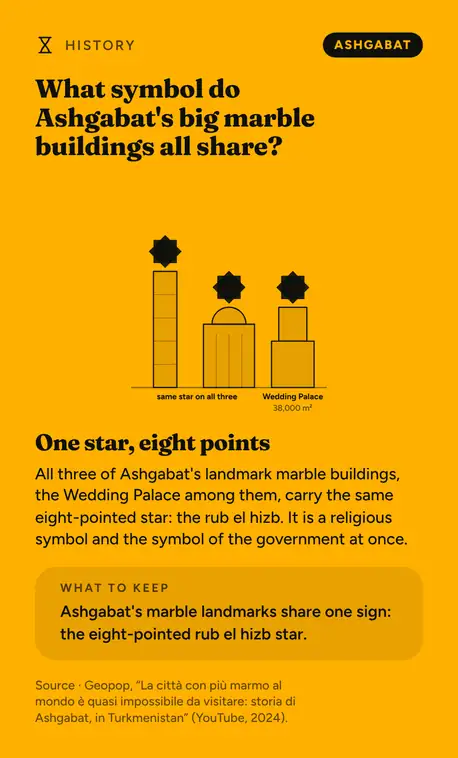 HISTORY
ASHGABAT
What symbol do
Ashgabat's big marble
buildings all share?
same star on all three
Wedding Palace
38,000 m²
One star, eight points
All three of Ashgabat's landmark marble buildings,
the Wedding Palace among them, carry the same
eight-pointed star: the rub el hizb. It is a religious
symbol and the symbol of the government at once.
WHAT TO KEEP
Ashgabat's marble landmarks share one sign:
the eight-pointed rub el hizb star.
Source · Geopop, “La città con più marmo al
mondo è quasi impossibile da visitare: storia di
Ashgabat, in Turkmenistan” (YouTube, 2024).